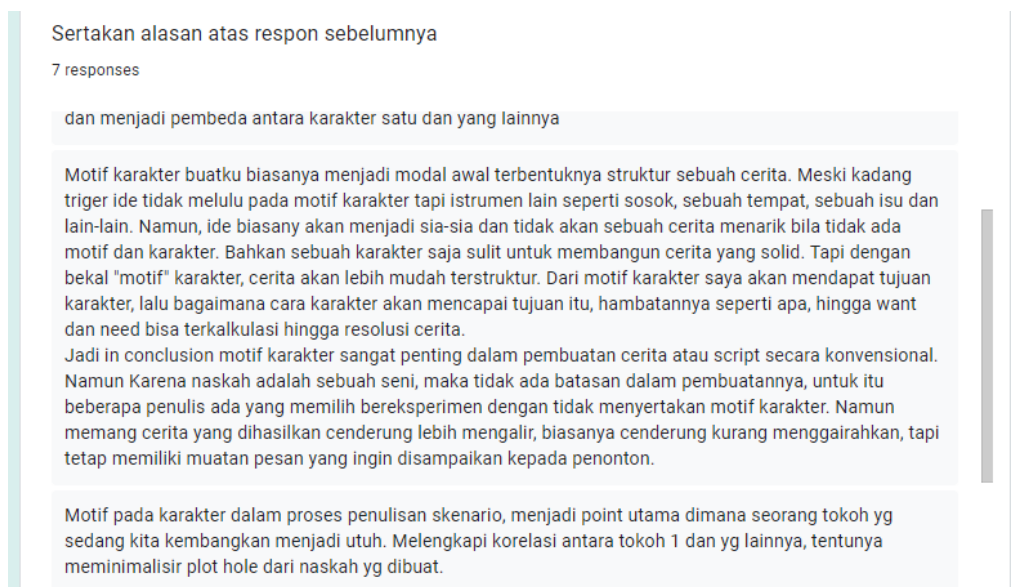 Sertakan alasan atas respon sebelumnya
7 responses
dan menjadi pembeda antara karakter satu dan yang lainnya
Motif karakter buatku biasanya menjadi modal awal terbentuknya struktur sebuah cerita. Meski kadang
triger ide tidak melulu pada motif karakter tapi istrumen lain seperti sosok, sebuah tempat, sebuah isu dan
lain-lain. Namun, ide biasany akan menjadi sia-sia dan tidak akan sebuah cerita menarik bila tidak ada
motif dan karakter. Bahkan sebuah karakter saja sulit untuk membangun cerita yang solid. Tapi dengan
bekal "motif" karakter, cerita akan lebih mudah terstruktur. Dari motif karakter saya akan mendapat tujuan
karakter, lalu bagaimana cara karakter akan mencapai tujuan itu, hambatannya seperti apa, hingga want
dan need bisa terkalkulasi hingga resolusi cerita.
Jadi in conclusion motif karakter sangat penting dalam pembuatan cerita atau script secara konvensional.
Namun Karena naskah adalah sebuah seni, maka tidak ada batasan dalam pembuatannya, untuk itu
beberapa penulis ada yang memilih bereksperimen dengan tidak menyertakan motif karakter. Namun
memang cerita yang dihasilkan cenderung lebih mengalir, biasanya cenderung kurang menggairahkan, tapi
tetap memiliki muatan pesan yang ingin disampaikan kepada penonton.
Motif pada karakter dalam proses penulisan skenario, menjadi point utama dimana seorang tokoh yg
sedang kita kembangkan menjadi utuh. Melengkapi korelasi antara tokoh 1 dan yg lainnya, tentunya
meminimalisir plot hole dari naskah yg dibuat.